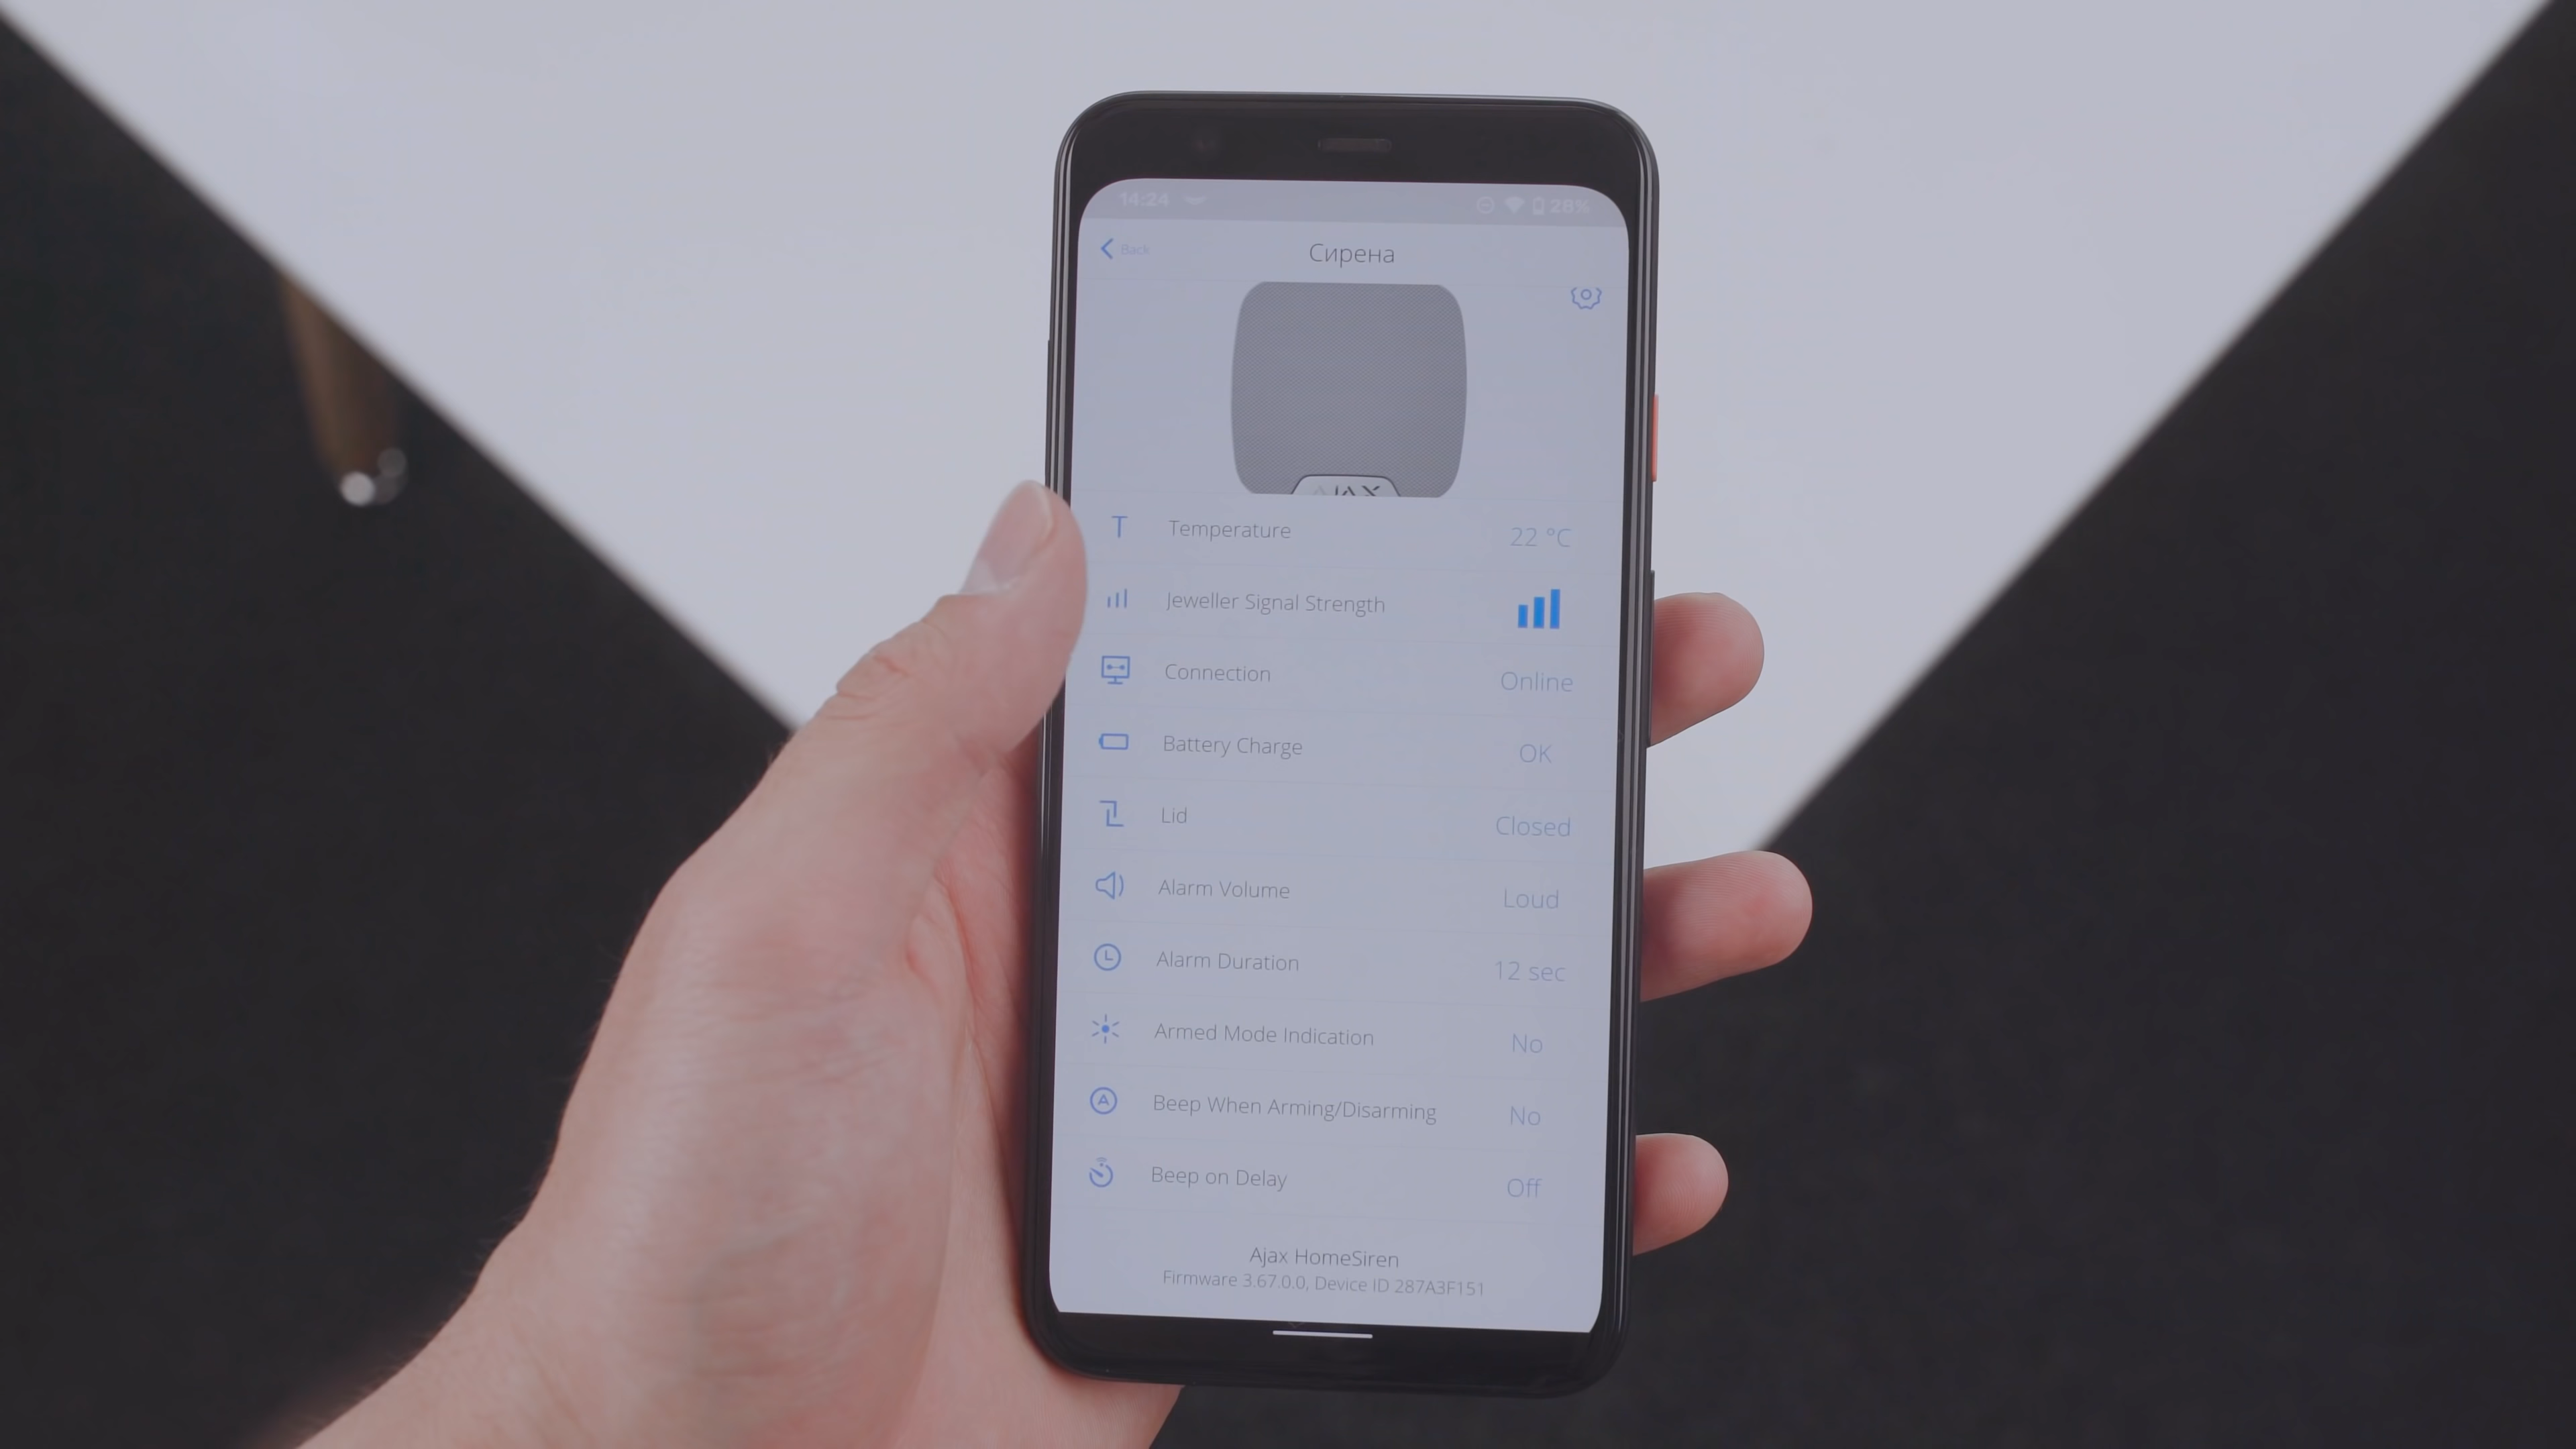 14:24 28%
Back
Сирена
AJAX
T Temperature 22 °C
Jeweller Signal Strength
Connection Online
Battery Charge OK
Lid Closed
Alarm Volume Loud
Alarm Duration 12 sec
Armed Mode Indication No
A Beep When Arming/Disarming No
Beep on Delay Off
Ajax HomeSiren
Firmware 3.67.0.0, Device ID 287A3F151